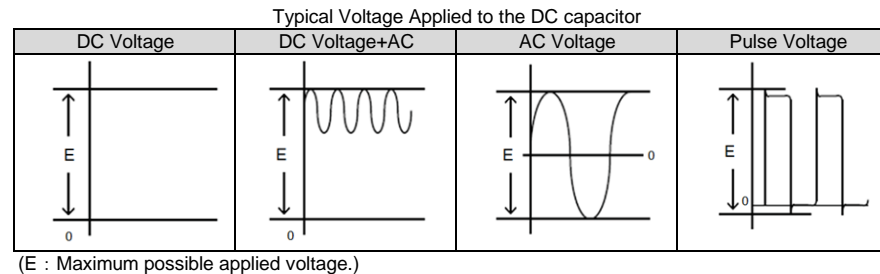 Typical Voltage Applied to the DC capacitor
DC Voltage DC Voltage+AC AC Voltage Pulse Voltage
E E E E
0 0 0 0
(E：Maximum possible applied voltage.)